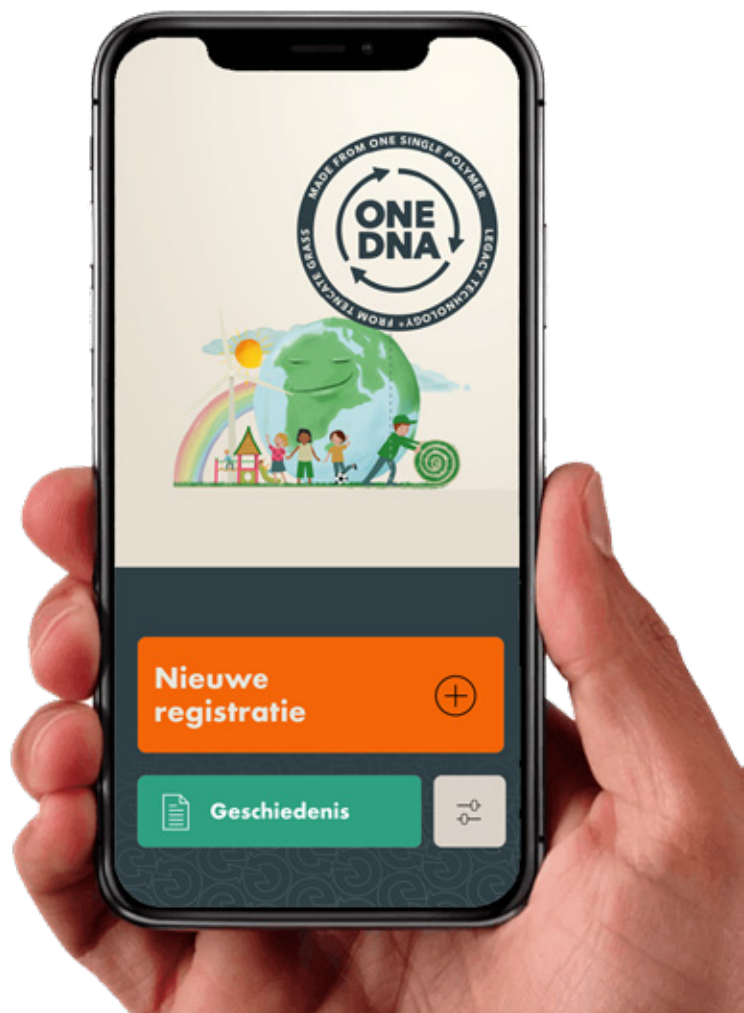 MADE FROM ONE SINGLE POLYMER
LEGACY TECHNOLOGY® FROM TENCATE GRASS
ONE
DNA
Nieuwe
registratie
Geschiedenis